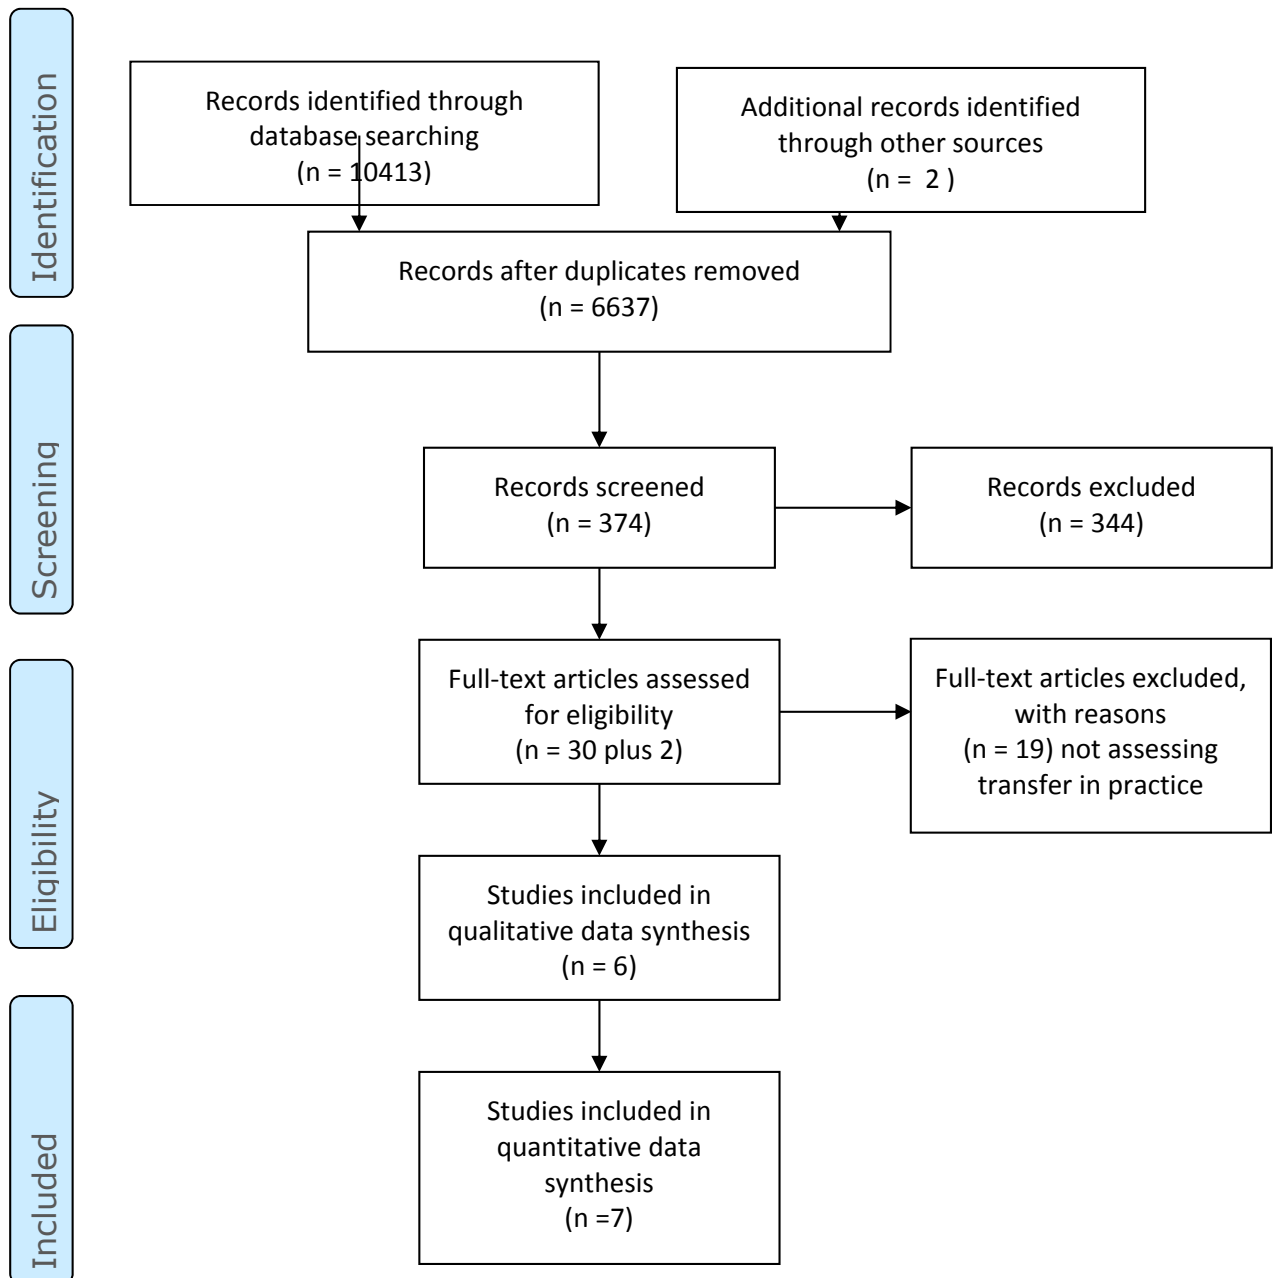 Identification
Records identified through
database searching
(n = 10413)
Additional records identified
through other sources
(n =  2 )
Records after duplicates removed
(n = 6637)
Screening
Records screened
(n = 374)
Records excluded
(n = 344)
Eligibility
Full-text articles assessed
for eligibility
(n = 30 plus 2)
Full-text articles excluded,
with reasons
(n = 19) not assessing
transfer in practice
Studies included in
qualitative data synthesis
(n = 6)
Included
Studies included in
quantitative data
synthesis
(n =7)